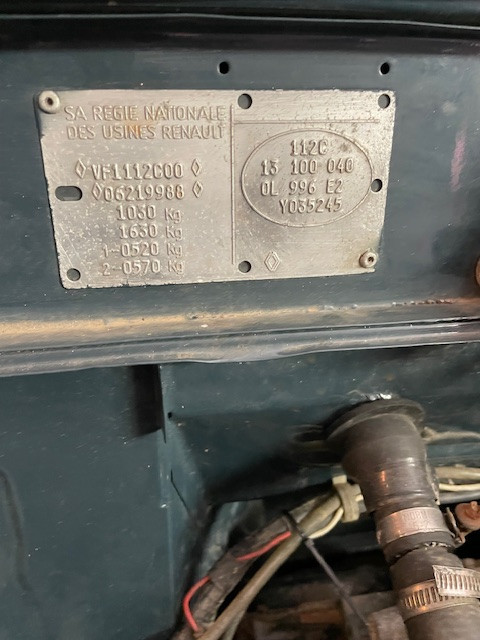 SA REGIE NATIONALE
DES USINES RENAULT
VF1112C00
06219988
1030 Kg
1630 Kg
1-0520 Kg
2-0570 Kg
112C
13 100 040
0L 996 E2
Y035245